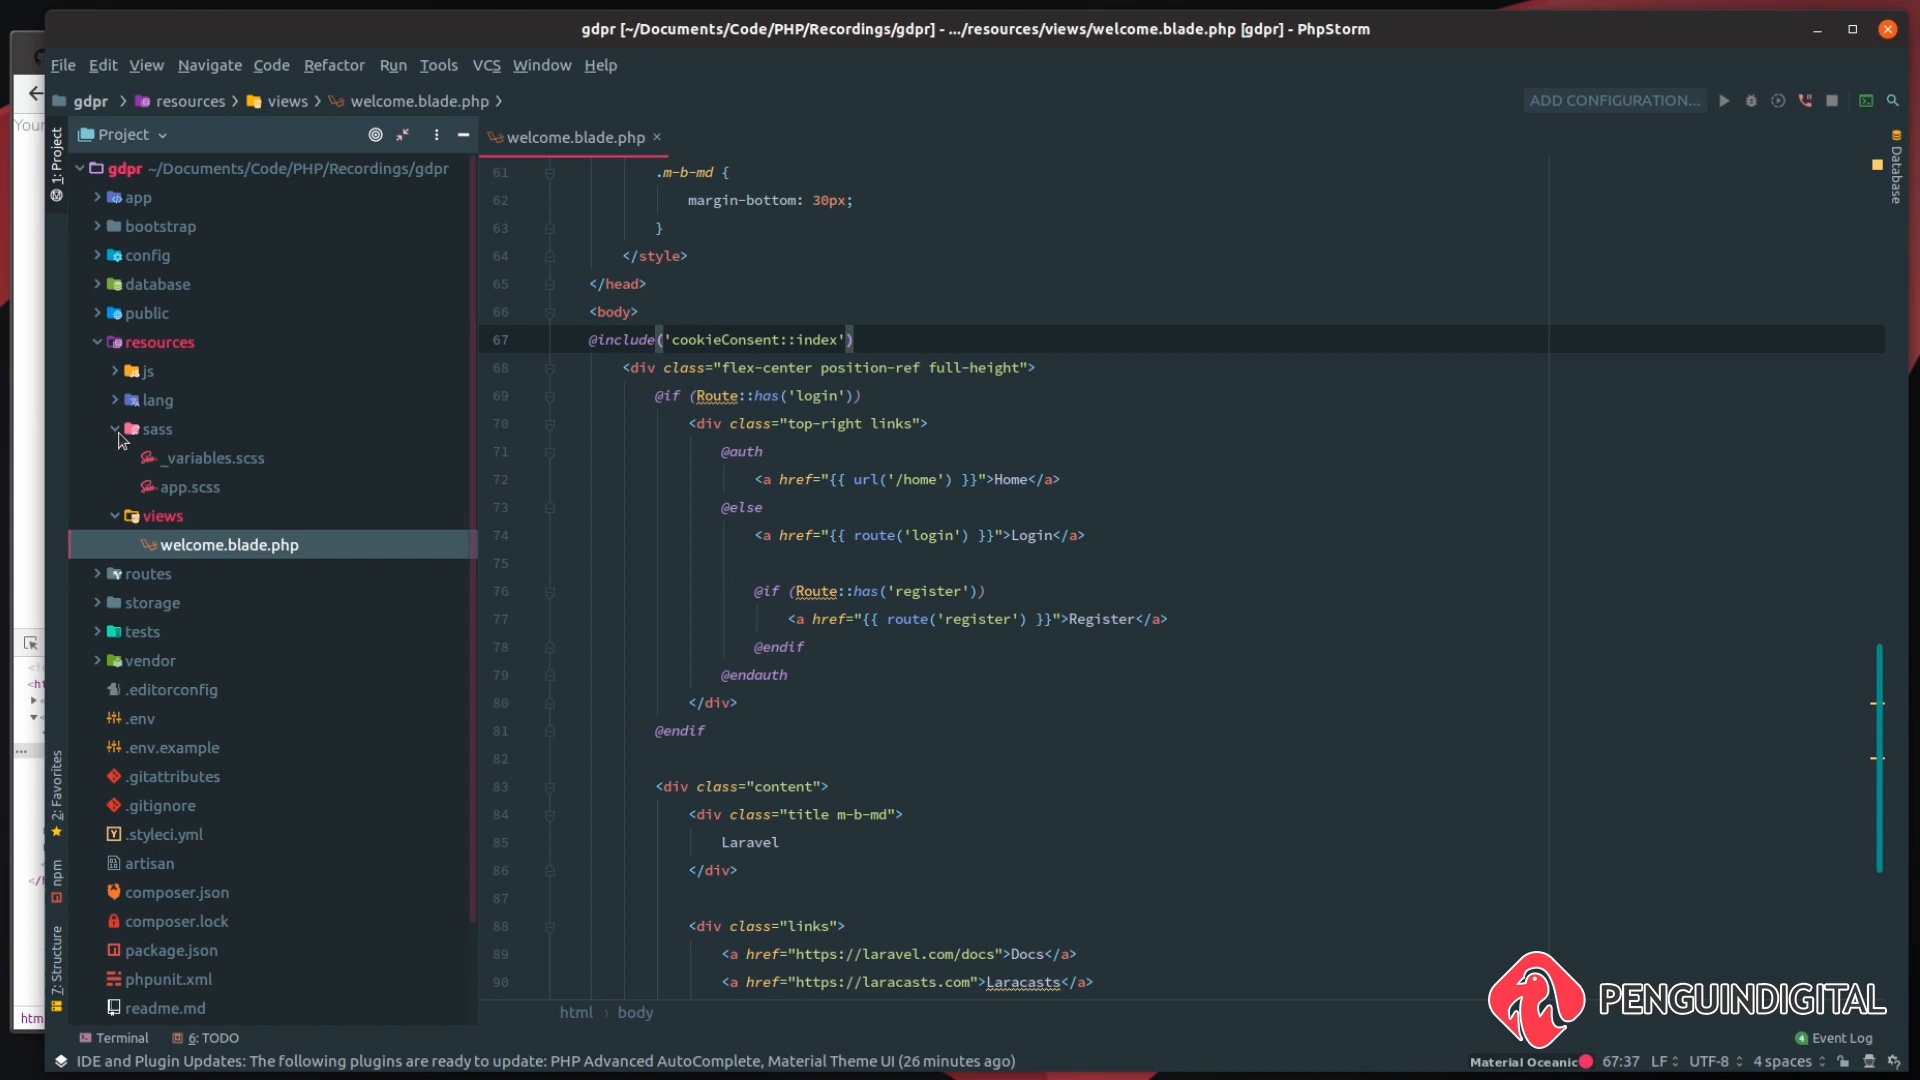 gdpr [~/Documents/Code/PHP/Recordings/gdpr] - .../resources/views/welcome.blade.php [gdpr] - PhpStorm
File Edit View Navigate Code Refactor Run Tools VCS Window Help
gdpr resources views welcome.blade.php
ADD CONFIGURATION...
Your
1: Project
Project
welcome.blade.php
Database
gdpr ~/Documents/Code/PHP/Recordings/gdpr
app
bootstrap
config
database
public
resources
js
lang
sass
_variables.scss
app.scss
views
welcome.blade.php
routes
storage
tests
vendor
.editorconfig
.env
.env.example
.gitattributes
.gitignore
.styleci.yml
artisan
composer.json
composer.lock
package.json
phpunit.xml
readme.md
2: Favorites
npm
7: Structure
61 .m-b-md {
62 margin-bottom: 30px;
63 }
64 </style>
65 </head>
66 <body>
67 @include('cookieConsent::index')
68 <div class="flex-center position-ref full-height">
69 @if (Route::has('login'))
70 <div class="top-right links">
71 @auth
72 <a href="{{ url('/home') }}">Home</a>
73 @else
74 <a href="{{ route('login') }}">Login</a>
75
76 @if (Route::has('register'))
77 <a href="{{ route('register') }}">Register</a>
78 @endif
79 @endauth
80 </div>
81 @endif
82
83 <div class="content">
84 <div class="title m-b-md">
85 Laravel
86 </div>
87
88 <div class="links">
89 <a href="https://laravel.com/docs">Docs</a>
90 <a href="https://laracasts.com">Laracasts</a>
html › body
PENGUINDIGITAL
htm
Terminal 6: TODO
4 Event Log
IDE and Plugin Updates: The following plugins are ready to update: PHP Advanced AutoComplete, Material Theme UI (26 minutes ago)
Material Oceanic 67:37 LF UTF-8 4 spaces